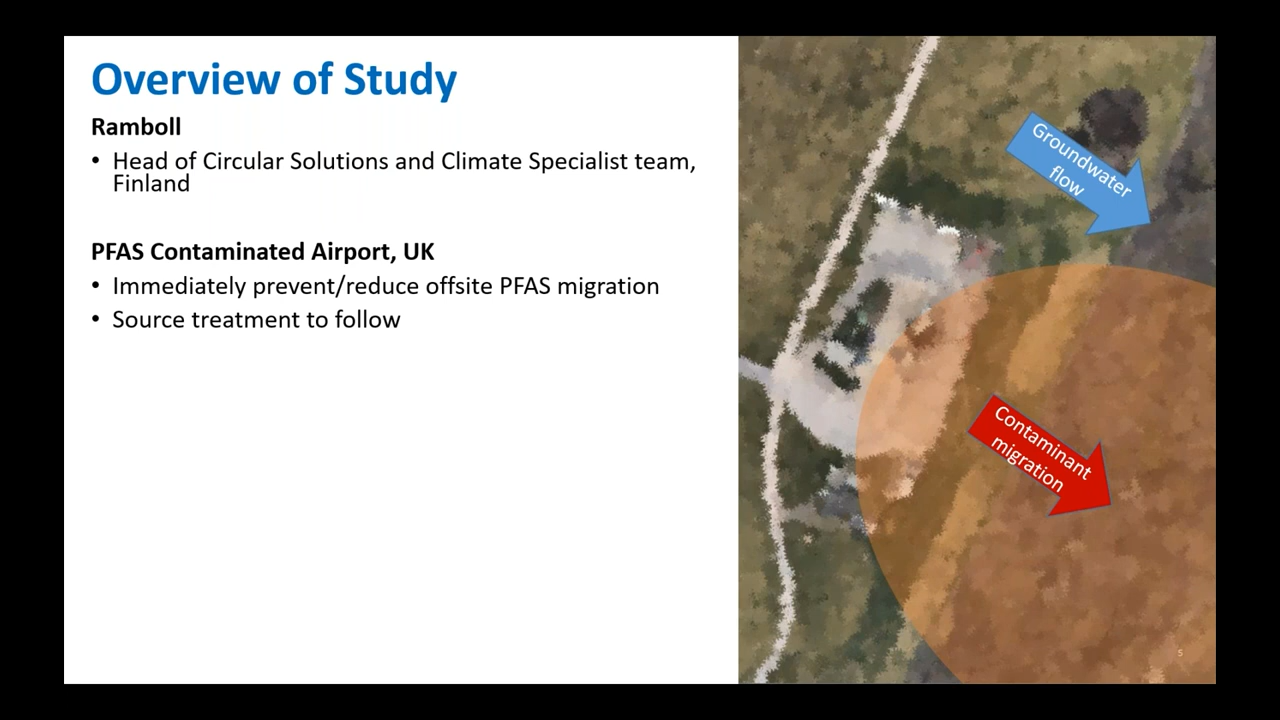 Overview of Study
Ramboll
• Head of Circular Solutions and Climate Specialist team,
Finland
PFAS Contaminated Airport, UK
• Immediately prevent/reduce offsite PFAS migration
• Source treatment to follow
Groundwater
flow
Contaminant
migration
5